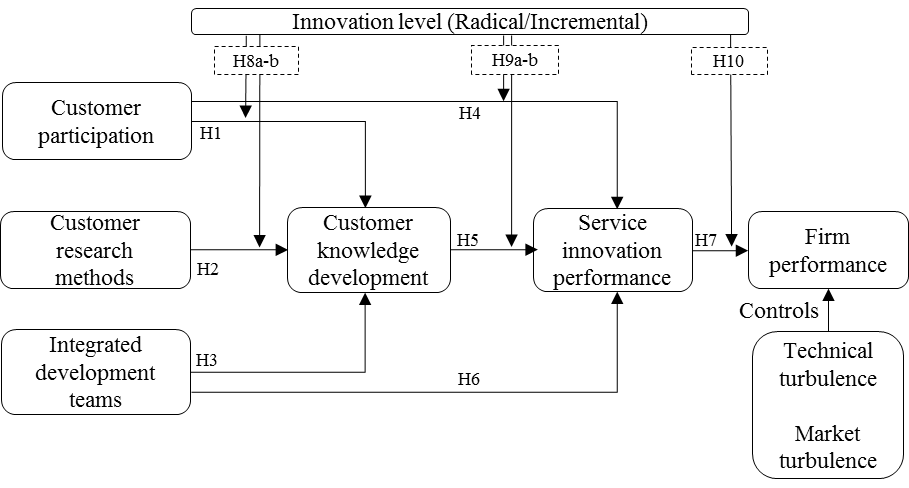 Innovation level (Radical/Incremental)
H8a-b
H9a-b
H10
Customer
participation
H1
H4
Customer
research
methods
H2
Customer
knowledge
development
H5
Service
innovation
performance
H7
Firm
performance
Integrated
development
teams
H3
H6
Controls
Technical
turbulence
Market
turbulence